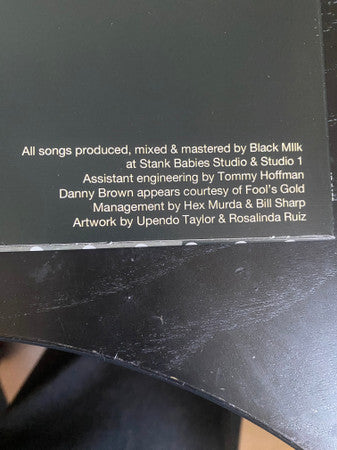 All songs produced, mixed & mastered by Black MIlk
at Stank Babies Studio & Studio 1
Assistant engineering by Tommy Hoffman
Danny Brown appears courtesy of Fool's Gold
Management by Hex Murda & Bill Sharp
Artwork by Upendo Taylor & Rosalinda Ruiz